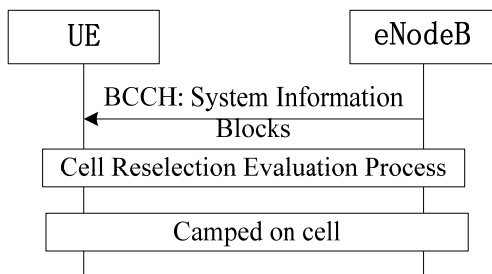 UE
eNodeB
BCCH: System Information
Blocks
Cell Reselection Evaluation Process
Camped on cell